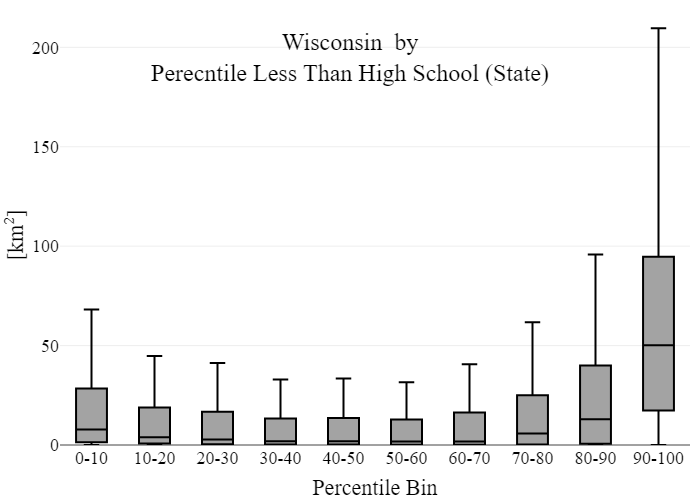 Wisconsin by
Perecntile Less Than High School (State)
200
150
100
50
0
[km²]
0-10 10-20 20-30 30-40 40-50 50-60 60-70 70-80 80-90 90-100
Percentile Bin